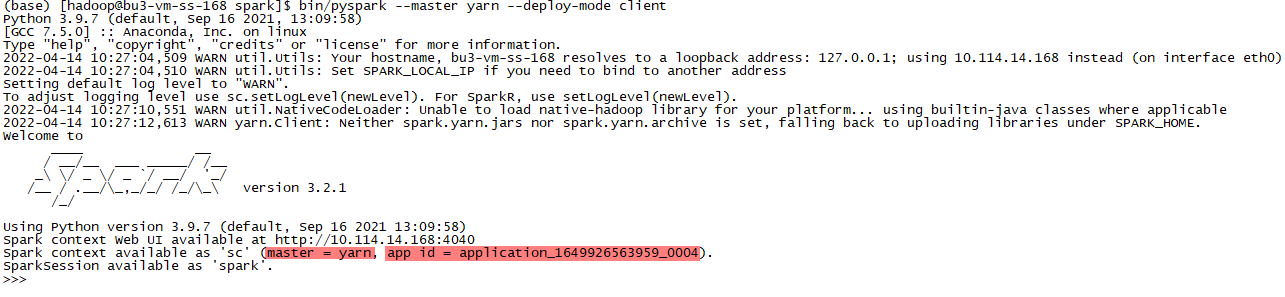 (base) [hadoop@bu3-vm-ss-168 spark]$ bin/pyspark --master yarn --deploy-mode client
Python 3.9.7 (default, Sep 16 2021, 13:09:58)
[GCC 7.5.0] :: Anaconda, Inc. on linux
Type "help", "copyright", "credits" or "license" for more information.
2022-04-14 10:27:04,509 WARN util.Utils: Your hostname, bu3-vm-ss-168 resolves to a loopback address: 127.0.0.1; using 10.114.14.168 instead (on interface eth0)
2022-04-14 10:27:04,510 WARN util.Utils: Set SPARK_LOCAL_IP if you need to bind to another address
Setting default log level to "WARN".
To adjust logging level use sc.setLogLevel(newLevel). For SparkR, use setLogLevel(newLevel).
2022-04-14 10:27:10,551 WARN util.NativeCodeLoader: Unable to load native-hadoop library for your platform... using builtin-java classes where applicable
2022-04-14 10:27:12,613 WARN yarn.Client: Neither spark.yarn.jars nor spark.yarn.archive is set, falling back to uploading libraries under SPARK_HOME.
Welcome to
Spark version 3.2.1
Using Python version 3.9.7 (default, Sep 16 2021 13:09:58)
Spark context Web UI available at http://10.114.14.168:4040
Spark context available as 'sc' (master = yarn, app id = application_1649926563959_0004).
SparkSession available as 'spark'.
>>>